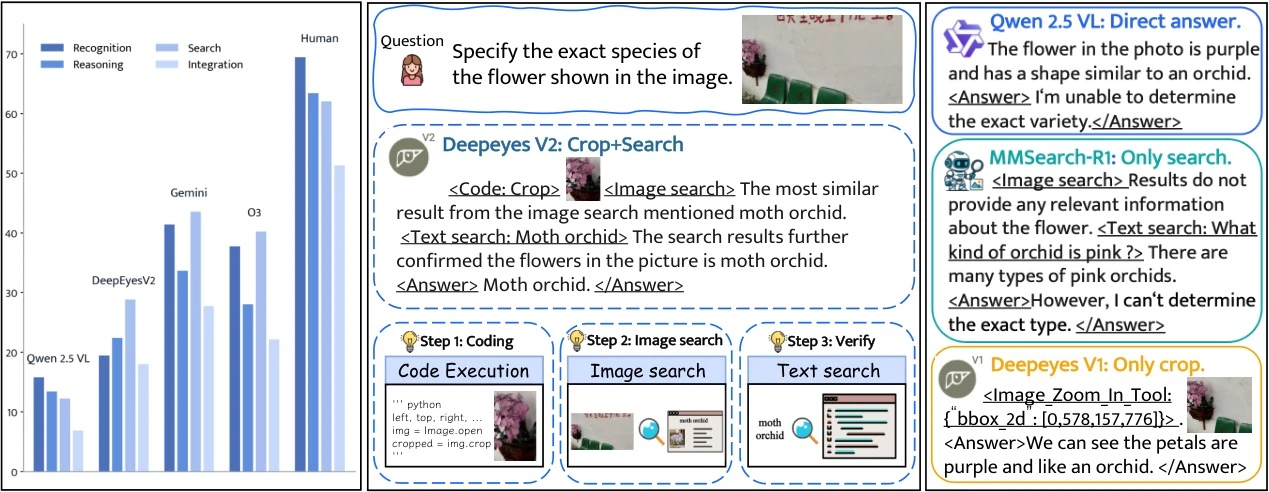 70
60
50
40
30
20
10
0
Recognition
Reasoning
Search
Integration
Qwen 2.5 VL
DeepEyesV2
Gemini
O3
Human
Question
Specify the exact species of
the flower shown in the image.
V2
Deepeyes V2: Crop+Search
<Code: Crop> <Image search> The most similar
result from the image search mentioned moth orchid.
<Text search: Moth orchid> The search results further
confirmed the flowers in the picture is moth orchid.
<Answer> Moth orchid. </Answer>
Step 1: Coding
Code Execution
''' python
left, top, right, ...
img = Image.open
cropped = img.crop
'''
Step 2: Image search
Image search
moth orchid
Step 3: Verify
Text search
moth
orchid
Qwen 2.5 VL: Direct answer.
The flower in the photo is purple
and has a shape similar to an orchid.
<Answer> I'm unable to determine
the exact variety.</Answer>
MMSearch-R1: Only search.
<Image search> Results do not
provide any relevant information
about the flower. <Text search: What
kind of orchid is pink ?> There are
many types of pink orchids.
<Answer>However, I can't determine
the exact type. </Answer>
V1
Deepeyes V1: Only crop.
<Image_Zoom_In_Tool:
{"bbox_2d": [0,578,157,776]}> .
<Answer>We can see the petals are
purple and like an orchid. </Answer>